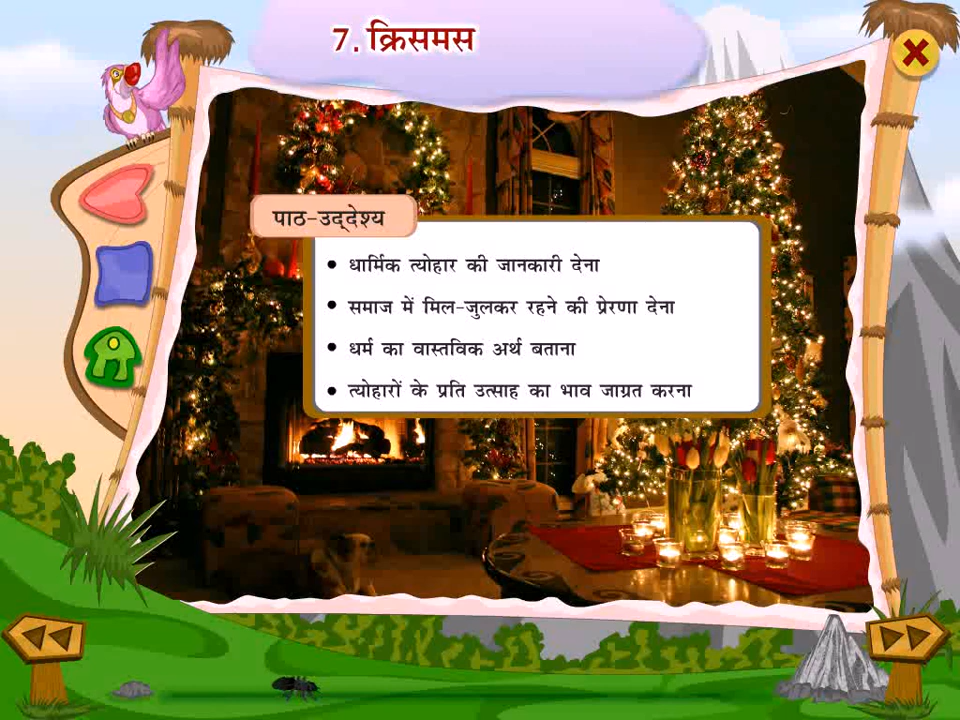 7. क्रिसमस
पाठ-उद्देश्य
• धार्मिक त्योहार की जानकारी देना
• समाज में मिल-जुलकर रहने की प्रेरणा देना
• धर्म का वास्तविक अर्थ बताना
• त्योहारों के प्रति उत्साह का भाव जाग्रत करना